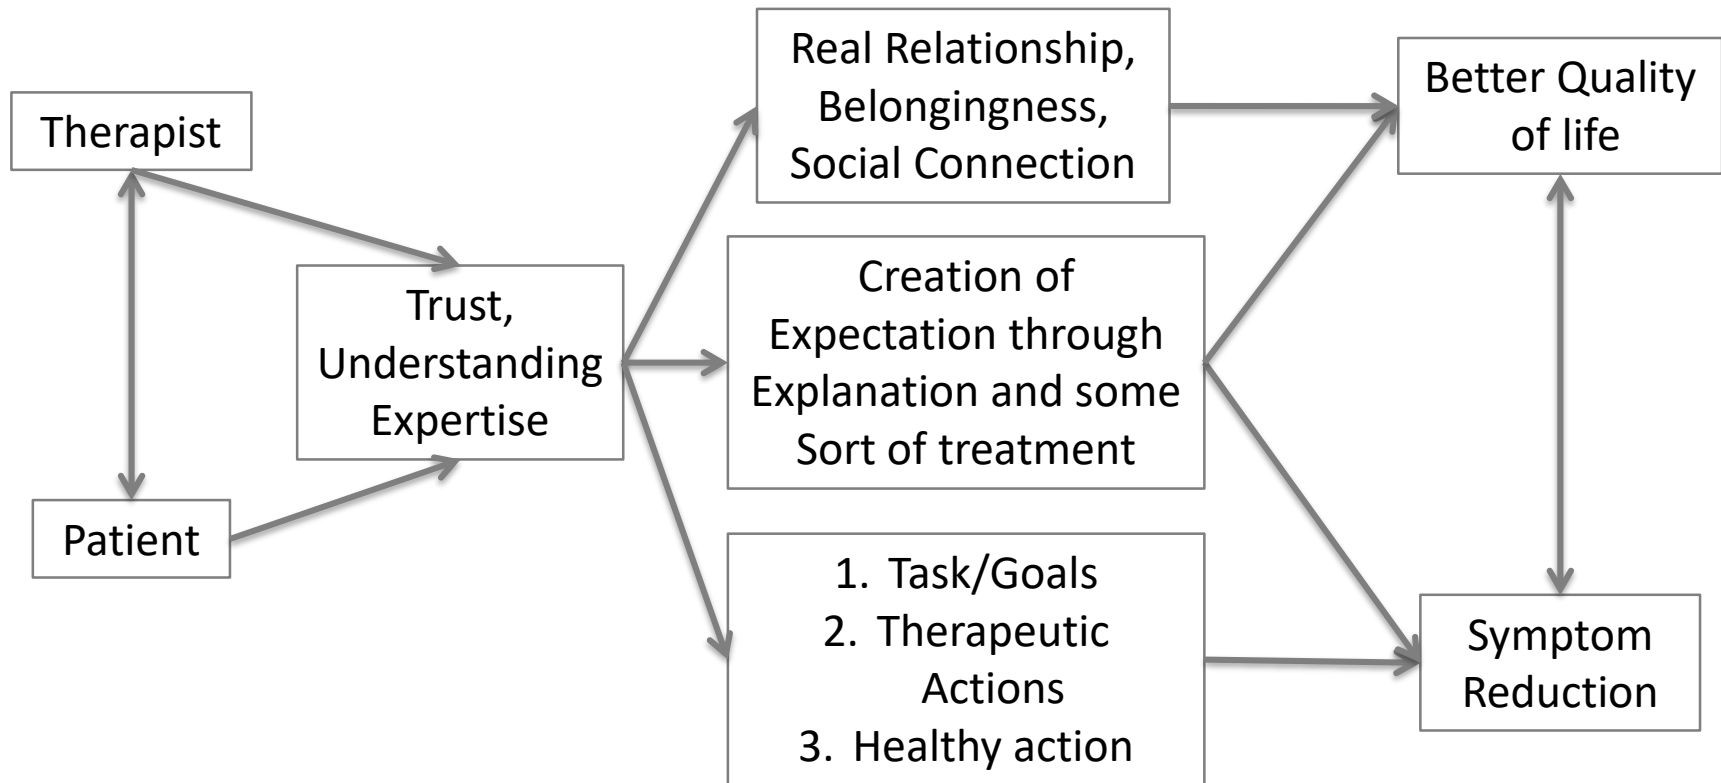 Therapist
Patient
Trust,
Understanding
Expertise
Real Relationship,
Belongingness,
Social Connection
Creation of
Expectation through
Explanation and some
Sort of treatment
1. Task/Goals
2. Therapeutic
Actions
3. Healthy action
Better Quality
of life
Symptom
Reduction